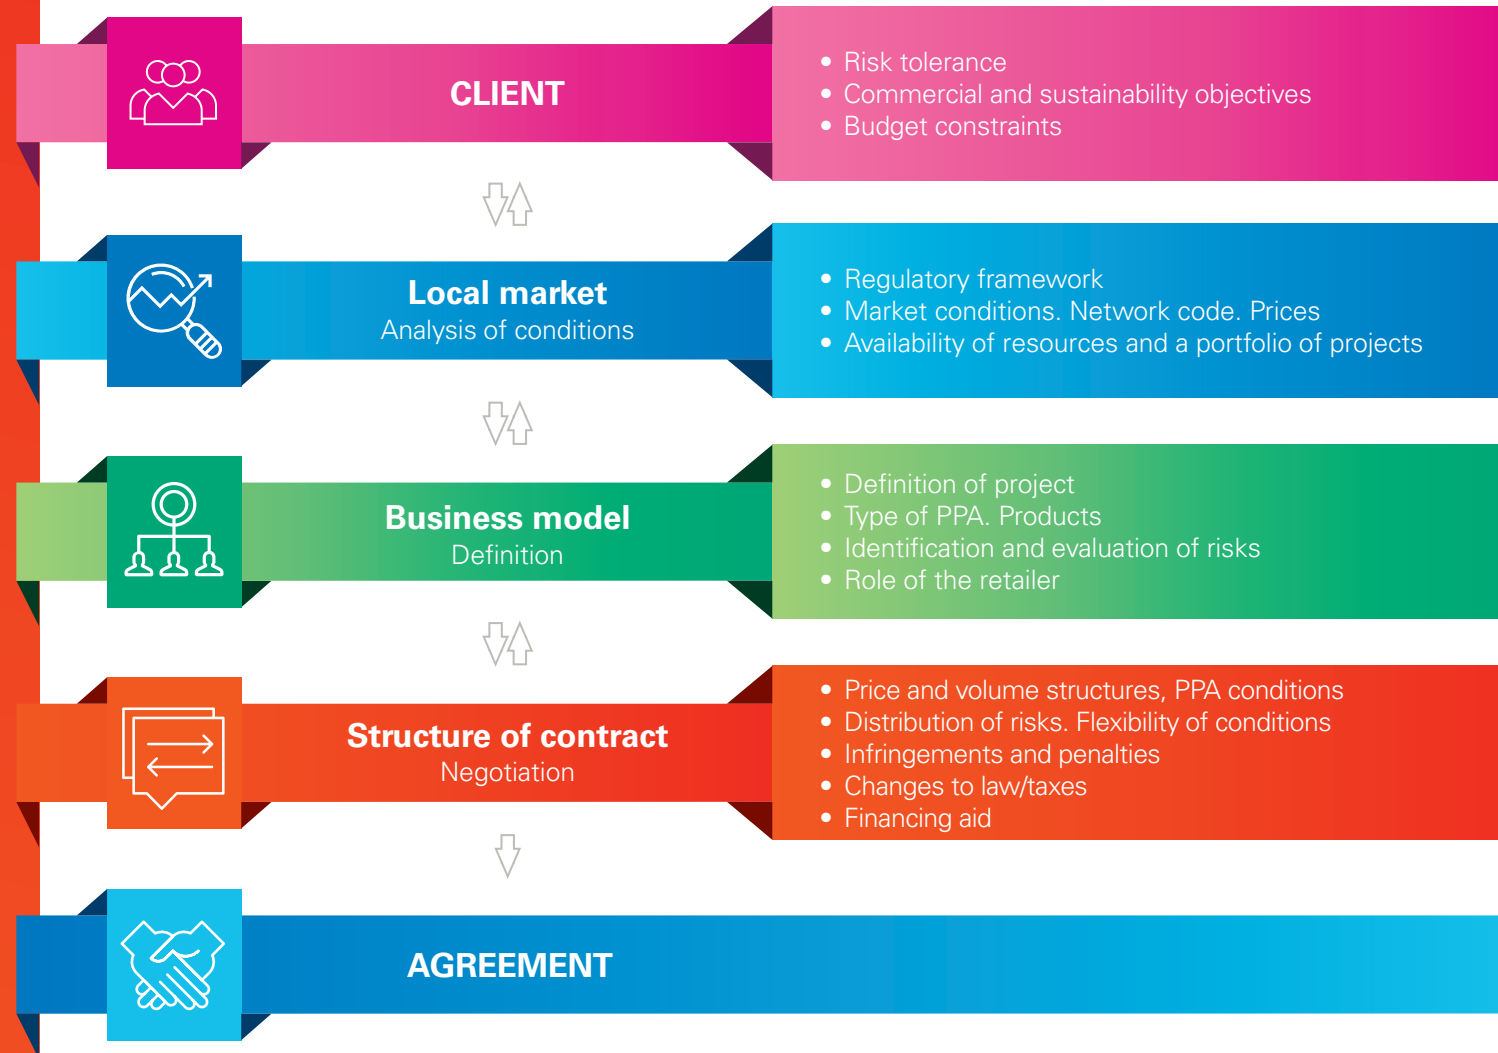 CLIENT
• Risk tolerance
• Commercial and sustainability objectives
• Budget constraints
Local market
Analysis of conditions
• Regulatory framework
• Market conditions. Network code. Prices
• Availability of resources and a portfolio of projects
Business model
Definition
• Definition of project
• Type of PPA. Products
• Identification and evaluation of risks
• Role of the retailer
Structure of contract
Negotiation
• Price and volume structures, PPA conditions
• Distribution of risks. Flexibility of conditions
• Infringements and penalties
• Changes to law/taxes
• Financing aid
AGREEMENT